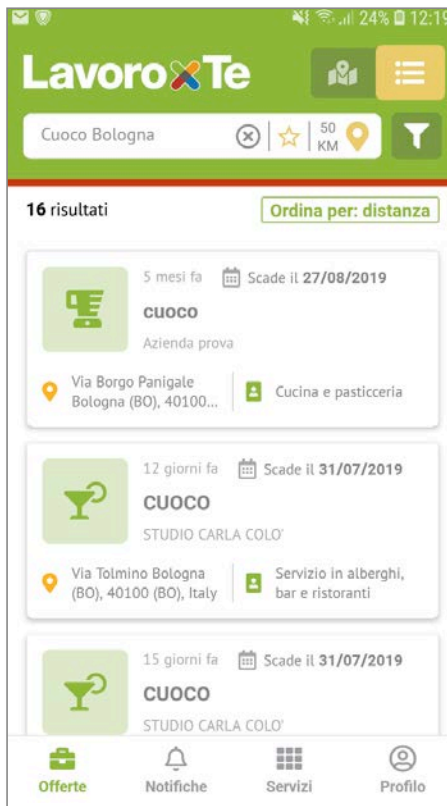 24% 12:19
Lavoro Te
Cuoco Bologna
50
KM
16 risultati
Ordina per: distanza
5 mesi fa Scade il 27/08/2019
cuoco
Azienda prova
Via Borgo Panigale
Bologna (BO), 40100...
Cucina e pasticceria
12 giorni fa Scade il 31/07/2019
CUOCO
STUDIO CARLA COLO'
Via Tolmino Bologna
(BO), 40100 (BO), Italy
Servizio in alberghi,
bar e ristoranti
15 giorni fa Scade il 31/07/2019
CUOCO
STUDIO CARLA COLO'
Offerte Notifiche Servizi Profilo